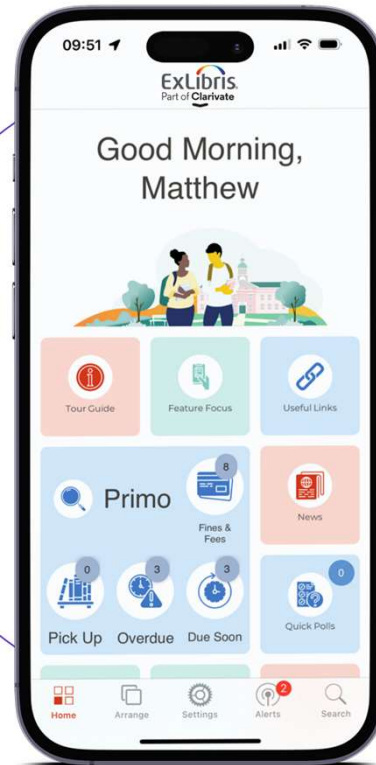 09:51
ExLibris
Part of Clarivate
Good Morning,
Matthew
Tour Guide
Feature Focus
Useful Links
Primo
8
Fines &
Fees
News
0
Pick Up
3
Overdue
3
Due Soon
0
Quick Polls
Home
Arrange
Settings
2
Alerts
Search